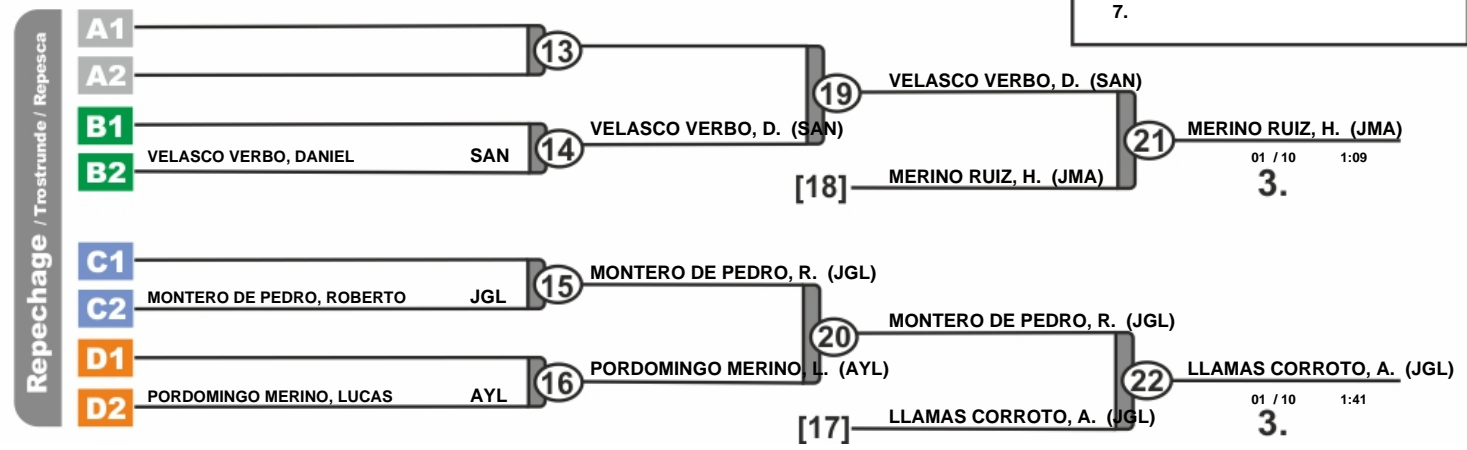 7.
Repechage / Trostrunde / Repesca
A1
13
A2
19
VELASCO VERBO, D. (SAN)
B1
14
VELASCO VERBO, D. (SAN)
21
MERINO RUIZ, H. (JMA)
VELASCO VERBO, DANIEL SAN
01 / 10 1:09
B2
[18]
MERINO RUIZ, H. (JMA)
3.
C1
15
MONTERO DE PEDRO, R. (JGL)
C2
MONTERO DE PEDRO, ROBERTO JGL
20
MONTERO DE PEDRO, R. (JGL)
D1
16
PORDOMINGO MERINO, L. (AYL)
22
LLAMAS CORROTO, A. (JGL)
D2
PORDOMINGO MERINO, LUCAS AYL
01 / 10 1:41
[17]
LLAMAS CORROTO, A. (JGL)
3.